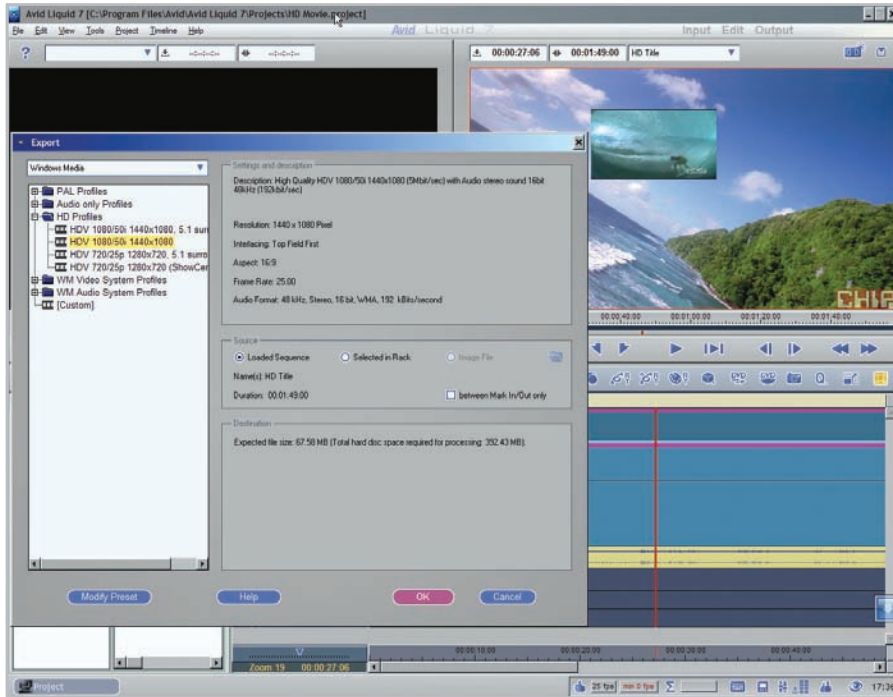 Avid Liquid 7 [C:\Program Files\Avid\Avid Liquid 7\Projects\HD Movie.project]
File Edit View Tools Project Timeline Help
Avid Liquid 7
Input Edit Output
?
00:00:27:06 00:01:49:00 HD Title
Export
Windows Media
PAL Profiles
Audio only Profiles
HD Profiles
HDV 1080/50i 1440x1080, 5.1 surr
HDV 1080/50i 1440x1080
HDV 720/25p 1280x720, 5.1 surro
HDV 720/25p 1280x720 (ShowCer
WM Video System Profiles
WM Audio System Profiles
[Custom]
Settings and description
Description: High Quality HDV 1080/50i 1440x1080 (5Mbit/sec) with Audio stereo sound 16bit
48kHz (192kbit/sec)
Resolution: 1440 x 1080 Pixel
Interlacing: Top Field First
Aspect: 16:9
Frame Rate: 25.00
Audio Format: 48 kHz, Stereo, 16 bit, WMA, 192 kBits/second
Source
Loaded Sequence Selected in Rack Image File
Name(s): HD Title
Duration: 00:01:49:00 between Mark In/Out only
Destination
Expected file size: 67.58 MB (Total hard disc space required for processing: 392.43 MB).
Modify Preset Help OK Cancel
CHIP
00:00:40:00 00:01:00:00 00:01:20:00 00:01:40:00
Zoom 19 00:00:27:06
00:00:10:00 00:00:20:00 00:00:30:00 00:00:40:00
Project
25 fps min 0 fps Σ
17:26